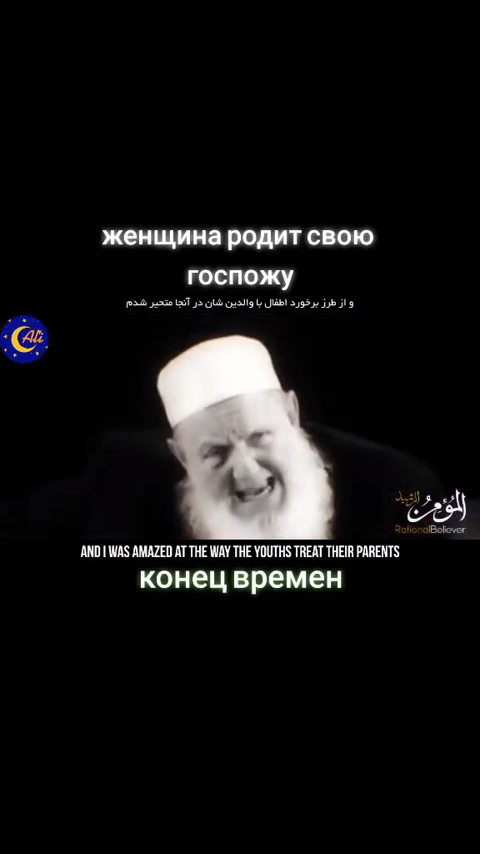 женщина родит свою
госпожу
و از طرز برخورد اطفال با والدین شان در آنجا متحیر شدم
Ali
المؤمن الرشيد
RationalBeliever
AND I WAS AMAZED AT THE WAY THE YOUTHS TREAT THEIR PARENTS
конец времен